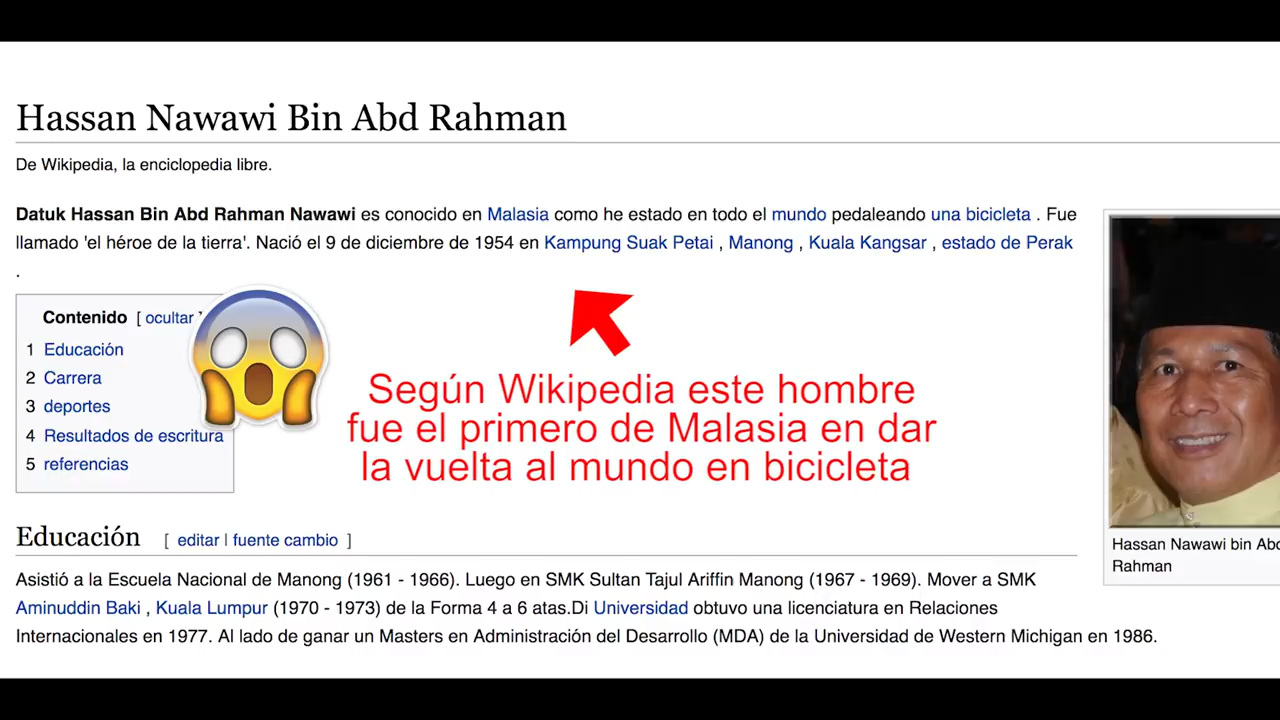 Hassan Nawawi Bin Abd Rahman
De Wikipedia, la enciclopedia libre.
Datuk Hassan Bin Abd Rahman Nawawi es conocido en Malasia como he estado en todo el mundo pedaleando una bicicleta . Fue
llamado 'el héroe de la tierra'. Nació el 9 de diciembre de 1954 en Kampung Suak Petai , Manong , Kuala Kangsar , estado de Perak
.
Contenido [ ocultar
1 Educación
2 Carrera
3 deportes
4 Resultados de escritura
5 referencias
Según Wikipedia este hombre
fue el primero de Malasia en dar
la vuelta al mundo en bicicleta
Hassan Nawawi bin Abd
Rahman
Educación [ editar | fuente cambio ]
Asistió a la Escuela Nacional de Manong (1961 - 1966). Luego en SMK Sultan Tajul Ariffin Manong (1967 - 1969). Mover a SMK
Aminuddin Baki , Kuala Lumpur (1970 - 1973) de la Forma 4 a 6 atas.Di Universidad obtuvo una licenciatura en Relaciones
Internacionales en 1977. Al lado de ganar un Masters en Administración del Desarrollo (MDA) de la Universidad de Western Michigan en 1986.